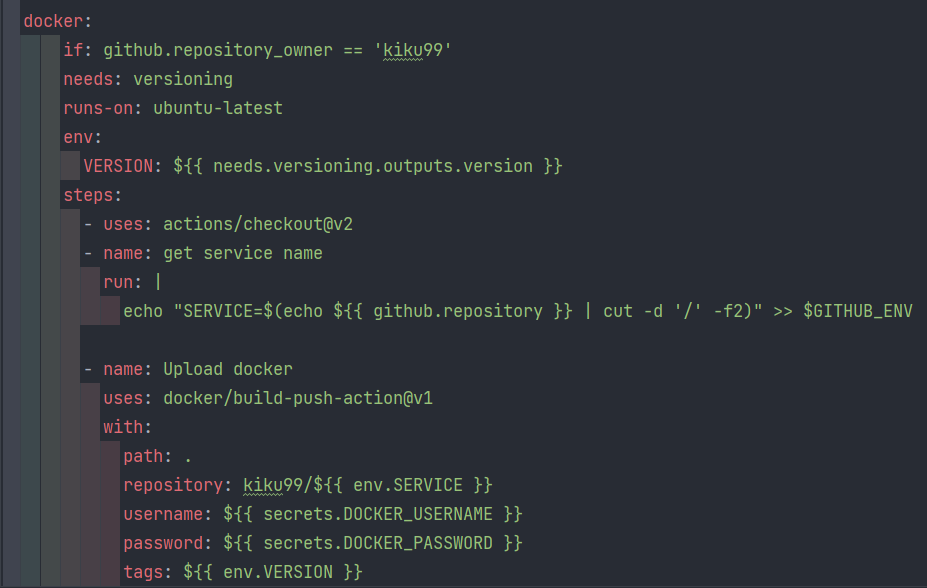 docker:
if: github.repository_owner == 'kiku99'
needs: versioning
runs-on: ubuntu-latest
env:
VERSION: ${{ needs.versioning.outputs.version }}
steps:
- uses: actions/checkout@v2
- name: get service name
run: |
echo "SERVICE=$(echo ${{ github.repository }} | cut -d '/' -f2)" >> $GITHUB_ENV
- name: Upload docker
uses: docker/build-push-action@v1
with:
path: .
repository: kiku99/${{ env.SERVICE }}
username: ${{ secrets.DOCKER_USERNAME }}
password: ${{ secrets.DOCKER_PASSWORD }}
tags: ${{ env.VERSION }}